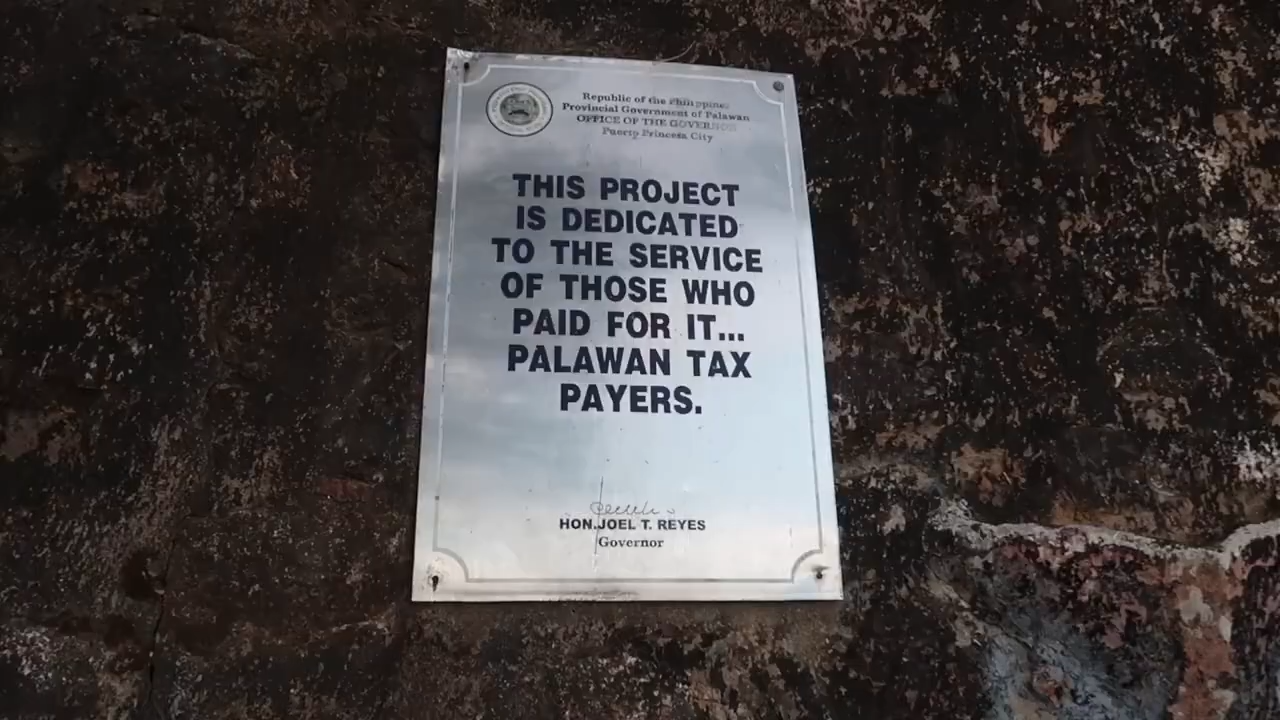 Republic of the Philippines
Provincial Government of Palawan
OFFICE OF THE GOVERNOR
Puerto Princesa City
THIS PROJECT
IS DEDICATED
TO THE SERVICE
OF THOSE WHO
PAID FOR IT...
PALAWAN TAX
PAYERS.
HON.JOEL T. REYES
Governor